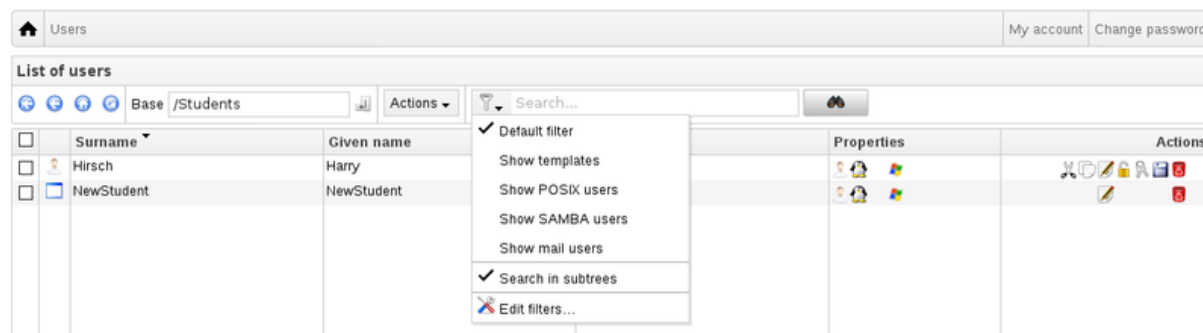 Users My account Change password
List of users
Base /Students Actions Search...
Default filter
Surname Given name Properties Actions
Hirsch Harry
Show templates
NewStudent NewStudent
Show POSIX users
Show SAMBA users
Show mail users
Search in subtrees
Edit filters...